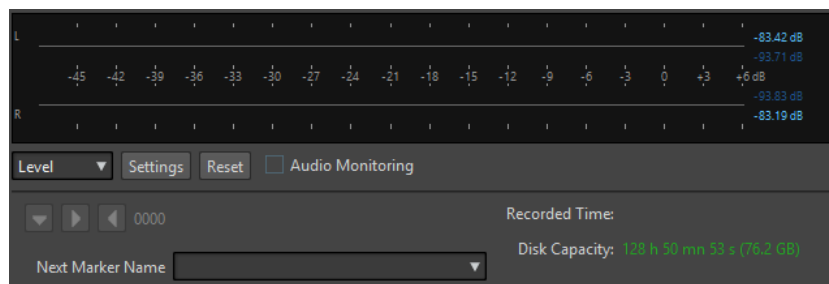 L -83.42 dB
-93.71 dB
-45 -42 -39 -36 -33 -30 -27 -24 -21 -18 -15 -12 -9 -6 -3 0 +3 +6 dB
-93.83 dB
R -83.19 dB
Level Settings Reset Audio Monitoring
0000 Recorded Time:
Disk Capacity: 128 h 50 mn 53 s (76.2 GB)
Next Marker Name